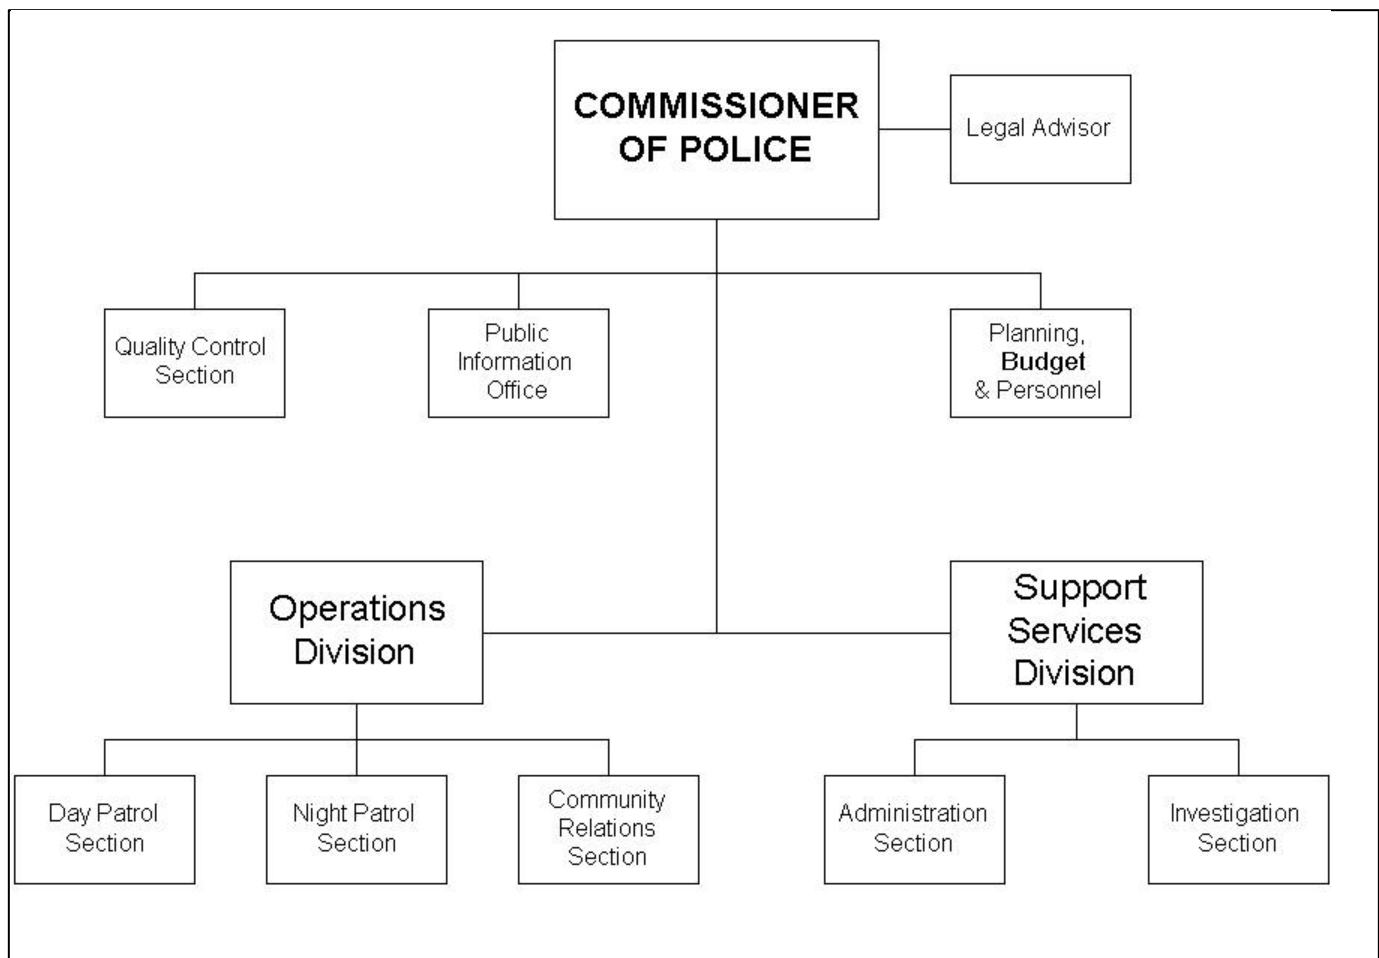 COMMISSIONER
OF POLICE
Legal Advisor
Quality Control
Section
Public
Information
Office
Planning,
Budget
& Personnel
Operations
Division
Support
Services
Division
Day Patrol
Section
Night Patrol
Section
Community
Relations
Section
Administration
Section
Investigation
Section